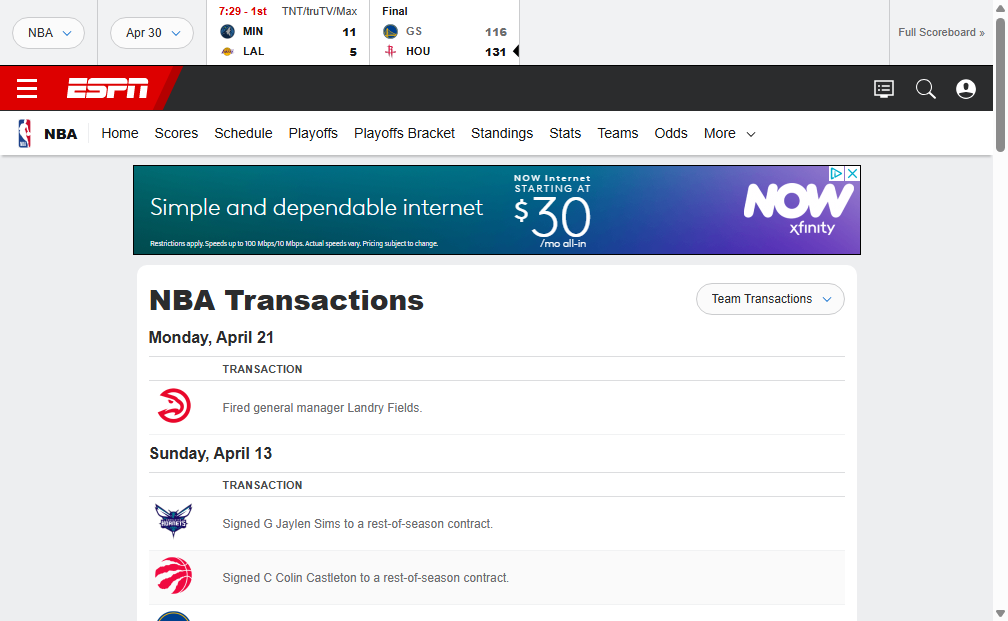 NBA
Apr 30
7:29 - 1st TNT/truTV/Max
MIN 11
LAL 5
Final
GS 116
HOU 131
Full Scoreboard »
ESPN
NBA
Home Scores Schedule Playoffs Playoffs Bracket Standings Stats Teams Odds More
Simple and dependable internet
Restrictions apply. Speeds up to 100 Mbps/10 Mbps. Actual speeds vary. Pricing subject to change.
NOW Internet
STARTING AT
$30
/mo all-in
NOW
xfinity
NBA Transactions
Team Transactions
Monday, April 21
TRANSACTION
Fired general manager Landry Fields.
Sunday, April 13
TRANSACTION
HORNETS
Signed G Jaylen Sims to a rest-of-season contract.
Signed C Colin Castleton to a rest-of-season contract.